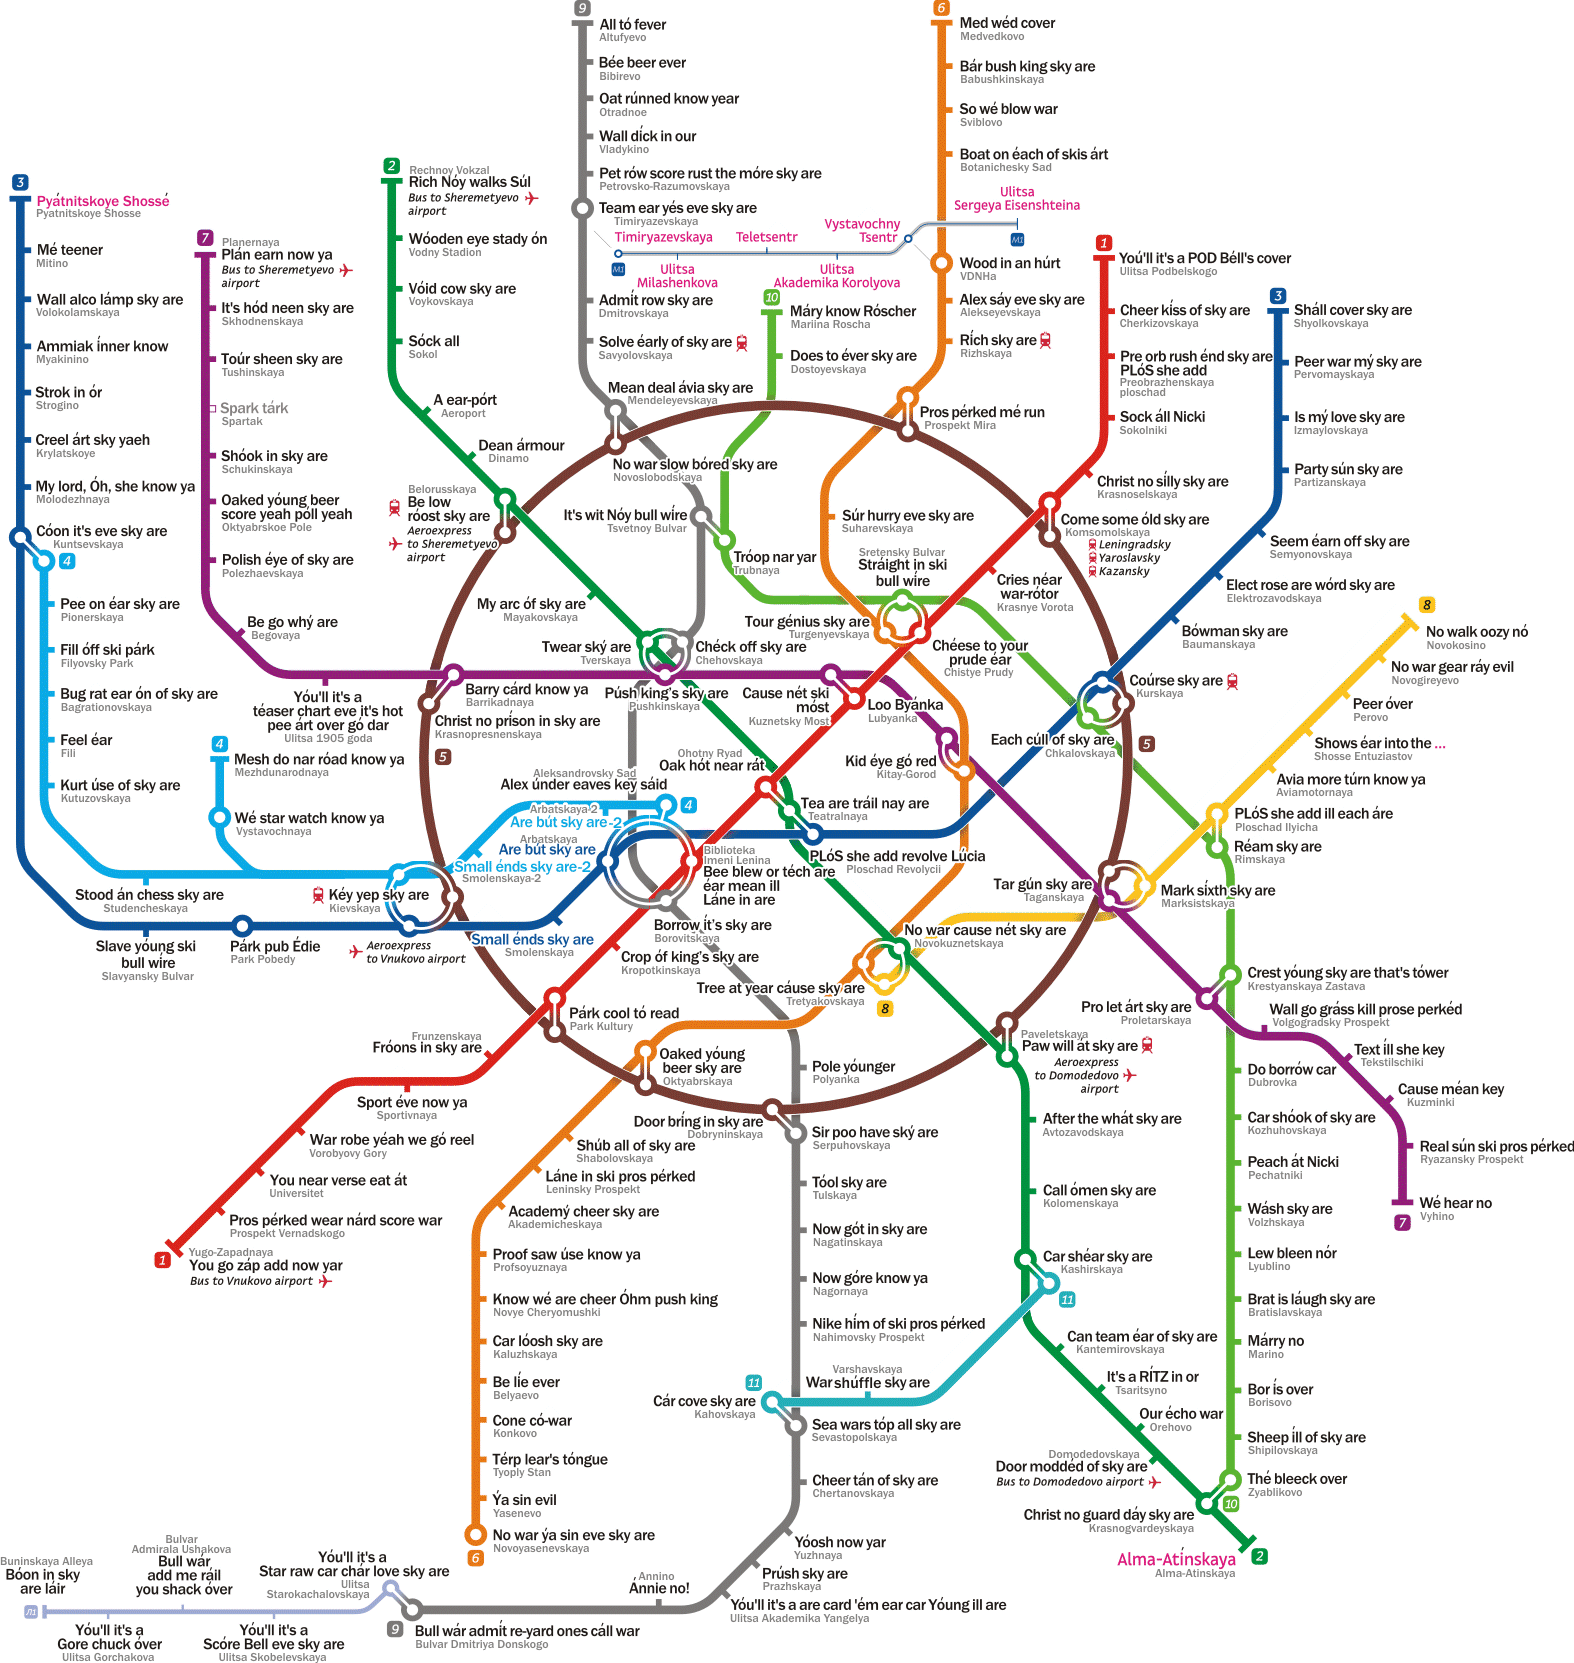 9
All tó fever
Altufyevo
Bée beer ever
Bibirevo
Oat rúnned know year
Otradnoe
Wall díck in our
Vladykino
Pet rów score rust the móre sky are
Petrovsko-Razumovskaya
Team ear yés eve sky are
Timiryazevskaya
Admít row sky are
Dmitrovskaya
Solve éarly of sky are
Savyolovskaya
Mean deal ávia sky are
Mendeleyevskaya
No war slow bóred sky are
Novoslobodskaya
It's wit Nóy bull wíre
Tsvetnoy Bulvar
Chéck off sky are
Chehovskaya
6
Med wéd cover
Medvedkovo
Bár bush king sky are
Babushkinskaya
So wé blow war
Sviblovo
Boat on éach of skis árt
Botanichesky Sad
Wood in an húrt
VDNHa
Alex sáy eve sky are
Alekseyevskaya
Rích sky are
Rizhskaya
Pros pérked mé run
Prospekt Mira
Súr hurry eve sky are
Suharevskaya
Ulitsa
Sergeya Eisenshteina
Vystavochny
Tsentr
Timiryazevskaya
Teletsentr
M1
M1
Ulitsa
Milashenkova
Ulitsa
Akademika Korolyova
10
Máry know Róscher
Mariina Roscha
Does to éver sky are
Dostoyevskaya
Tróop nar yar
Trubnaya
Sretensky Bulvar
Stráight in ski
bull wíre
Tour génius sky are
Turgenyevskaya
Chéese to your
prude éar
Chistye Prudy
2
Rechnoy Vokzal
Rich Nóy walks Súl
Bus to Sheremetyevo
airport
Wóoden eye stady ón
Vodny Stadion
Vóid cow sky are
Voykovskaya
Sóck all
Sokol
A ear-pórt
Aeroport
Dean ármour
Dinamo
Belorusskaya
Be low
róost sky are
Aeroexpress
to Sheremetyevo
airport
My arc óf sky are
Mayakovskaya
Twear ský are
Tverskaya
3
Pyátnitskoye Shossé
Pyatnitskoye Shosse
Mé teener
Mitino
Wall alco lámp sky are
Volokolamskaya
Ammiak ínner know
Myakinino
Strok in ór
Strogino
Creel árt sky yaeh
Krylatskoye
My lord, Óh, she know ya
Molodezhnaya
Cóon it's eve sky are
Kuntsevskaya
4
Pee on éar sky are
Pionerskaya
Fill óff ski párk
Filyovsky Park
Bug rat ear ón of sky are
Bagrationovskaya
Feel éar
Fili
Kurt úse of sky are
Kutuzovskaya
7
Planernaya
Plán earn now ya
Bus to Sheremetyevo
airport
It's hód neen sky are
Skhodnenskaya
Toúr sheen sky are
Tushinskaya
Spark tárk
Spartak
Shóok in sky are
Schukinskaya
Oaked yóung beer
score yeah póll yeah
Oktyabrskoe Pole
Polish éye of sky are
Polezhaevskaya
Be go whý are
Begovaya
Yóu'll it's a
téaser chart eve it's hot
pee árt over gó dar
Ulitsa 1905 goda
Barry cárd know ya
Barrikadnaya
Christ no príson in sky are
Krasnopresnenskaya
5
Púsh king's sky are
Pushkinskaya
Cause nét ski
móst
Kuznetsky Most
Loo Byánka
Lubyanka
Kid éye gó red
Kitay-Gorod
1
Yoú'll it's a POD Béll's cover
Ulitsa Podbelskogo
Cheer kíss of sky are
Cherkizovskaya
Pre orb rush énd sky are
PLóS she add
Preobrazhenskaya
ploschad
Sock áll Nicki
Sokolniki
Christ no sílly sky are
Krasnoselskaya
Come some óld sky are
Komsomolskaya
Leningradsky
Yaroslavsky
Kazansky
Cries néar
war-rótor
Krasnye Vorota
3
Sháll cover sky are
Shyolkovskaya
Peer war mý sky are
Pervomayskaya
Is mý love sky are
Izmaylovskaya
Party sún sky are
Partizanskaya
Seem éarn off sky are
Semyonovskaya
Elect rose are wórd sky are
Elektrozavodskaya
Bówman sky are
Baumanskaya
Coúrse sky are
Kurskaya
Each cúll of sky are
Chkalovskaya
5
8
No walk oozy nó
Novokosino
No war gear ráy evil
Novogireyevo
Peer óver
Perovo
Shows éar into the ...
Shosse Entuziastov
Avia more túrn know ya
Aviamotornaya
PLóS she add ill each áre
Ploschad Ilyicha
Réam sky are
Rimskaya
Mark síxth sky are
Marksistskaya
Tar gún sky are
Taganskaya
4
Mesh do nar róad know ya
Mezhdunarodnaya
Wé star watch know ya
Vystavochnaya
Ohotny Ryad
Oak hót near rát
Aleksandrovsky Sad
Alex únder eaves key sáid
4
Arbatskaya-2
Are bút sky are-2
Arbatskaya
Are bút sky are
Small énds sky are-2
Smolenskaya-2
Tea are tráil nay are
Teatralnaya
PLóS she add revolve Lúcia
Ploschad Revolycii
Biblioteka
Imeni Lenina
Bee blew or téch are
éar mean ill
Láne in are
Borrow it's sky are
Borovitskaya
Crop óf king's sky are
Kropotkinskaya
Stood án chess sky are
Studencheskaya
Kéy yep sky are
Kievskaya
Slave yóung ski
bull wíre
Slavyansky Bulvar
Párk pub Édie
Park Pobedy
Aeroexpress
to Vnukovo airport
Small énds sky are
Smolenskaya
No war cause nét sky are
Novokuznetskaya
Tree at year cáuse sky are
Tretyakovskaya
8
Párk cool tó read
Park Kultury
Frunzenskaya
Fróons in sky are
Sport éve now ya
Sportivnaya
War robe yéah we gó reel
Vorobyovy Gory
You near verse eat át
Universitet
Pros pérked wear nárd score war
Prospekt Vernadskogo
1
Yugo-Zapadnaya
You go záp add now yar
Bus to Vnukovo airport
Oaked yóung
beer sky are
Oktyabrskaya
Door bríng in sky are
Dobryninskaya
Shúb all of sky are
Shabolovskaya
Láne in ski pros pérked
Leninsky Prospekt
Academý cheer sky are
Akademicheskaya
Proof saw úse know ya
Profsoyuznaya
Know wé are cheer Óhm push king
Novye Cheryomushki
Car lóosh sky are
Kaluzhskaya
Be líe ever
Belyaevo
Cone có-war
Konkovo
Térp lear's tóngue
Tyoply Stan
Ýa sin evil
Yasenevo
No war ýa sin eve sky are
Novoyasenevskaya
6
Pole yóunger
Polyanka
Sir poo have ský are
Serpuhovskaya
Tóol sky are
Tulskaya
Now gót in sky are
Nagatinskaya
Now góre know ya
Nagornaya
Nike hím of ski pros pérked
Nahimovsky Prospekt
Varshavskaya
War shúffle sky are
11
Cár cove sky are
Kahovskaya
Sea wars tóp all sky are
Sevastopolskaya
Cheer tán of sky are
Chertanovskaya
Yóosh now yar
Yuzhnaya
Prúsh sky are
Prazhskaya
Yóu'll it's a are card 'ém ear car Yóung ill are
Ulitsa Akademika Yangelya
Annino
Ánnie no!
9
Bull wár admít re-yard ones cáll war
Bulvar Dmitriya Donskogo
Paveletskaya
Paw will át sky are
Aeroexpress
to Domodedovo
airport
After the whát sky are
Avtozavodskaya
Call ómen sky are
Kolomenskaya
Car shéar sky are
Kashirskaya
11
Can team éar of sky are
Kantemirovskaya
It's a RÍTZ in or
Tsaritsyno
Our écho war
Orehovo
Domodedovskaya
Door moddéd of sky are
Bus to Domodedovo airport
Christ no guard dáy sky are
Krasnogvardeyskaya
Alma-Atínskaya
Alma-Atinskaya
2
Crest yóung sky are that's tówer
Krestyanskaya Zastava
Pro let árt sky are
Proletarskaya
Wall go gráss kill prose perkéd
Volgogradsky Prospekt
Text íll she key
Tekstilschiki
Cause méan key
Kuzminki
Real sún ski pros pérked
Ryazansky Prospekt
Wé hear no
Vyhino
7
Do borrów car
Dubrovka
Car shóok of sky are
Kozhuhovskaya
Peach át Nicki
Pechatniki
Wásh sky are
Volzhskaya
Lew bleen nór
Lyublino
Brat is láugh sky are
Bratislavskaya
Márry no
Marino
Bor ís over
Borisovo
Sheep íll of sky are
Shipilovskaya
Thé bleeck over
Zyablikovo
10
Buninskaya Alleya
Bóon in sky
are láir
Л1
Bulvar
Admirala Ushakova
Bull wár
add me ráil
you shack óver
Yóu'll it's a
Star raw car chár love sky are
Ulitsa
Starokachalovskaya
Yóu'll it's a
Gore chuck óver
Ulitsa Gorchakova
Yóu'll it's a
Scóre Bell eve sky are
Ulitsa Skobelevskaya